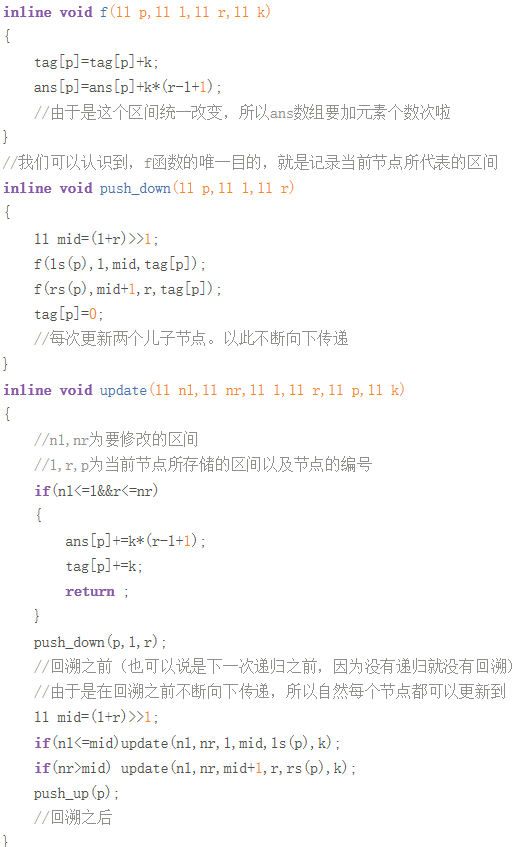 inline void f(ll p,ll l,ll r,ll k)
{
    tag[p]=tag[p]+k;
    ans[p]=ans[p]+k*(r-l+1);
    //由于是这个区间统一改变，所以ans数组要加元素个数次啦
}
//我们可以认识到，f函数的唯一目的，就是记录当前节点所代表的区间
inline void push_down(ll p,ll l,ll r)
{
    ll mid=(l+r)>>1;
    f(ls(p),l,mid,tag[p]);
    f(rs(p),mid+1,r,tag[p]);
    tag[p]=0;
    //每次更新两个儿子节点。以此不断向下传递
}
inline void update(ll nl,ll nr,ll l,ll r,ll p,ll k)
{
    //nl,nr为要修改的区间
    //l,r,p为当前节点所存储的区间以及节点的编号
    if(nl<=l&&r<=nr)
    {
        ans[p]+=k*(r-l+1);
        tag[p]+=k;
        return ;
    }
    push_down(p,l,r);
    //回溯之前（也可以说是下一次递归之前，因为没有递归就没有回溯）
    //由于是在回溯之前不断向下传递，所以自然每个节点都可以更新到
    ll mid=(l+r)>>1;
    if(nl<=mid)update(nl,nr,l,mid,ls(p),k);
    if(nr>mid) update(nl,nr,mid+1,r,rs(p),k);
    push_up(p);
    //回溯之后
}